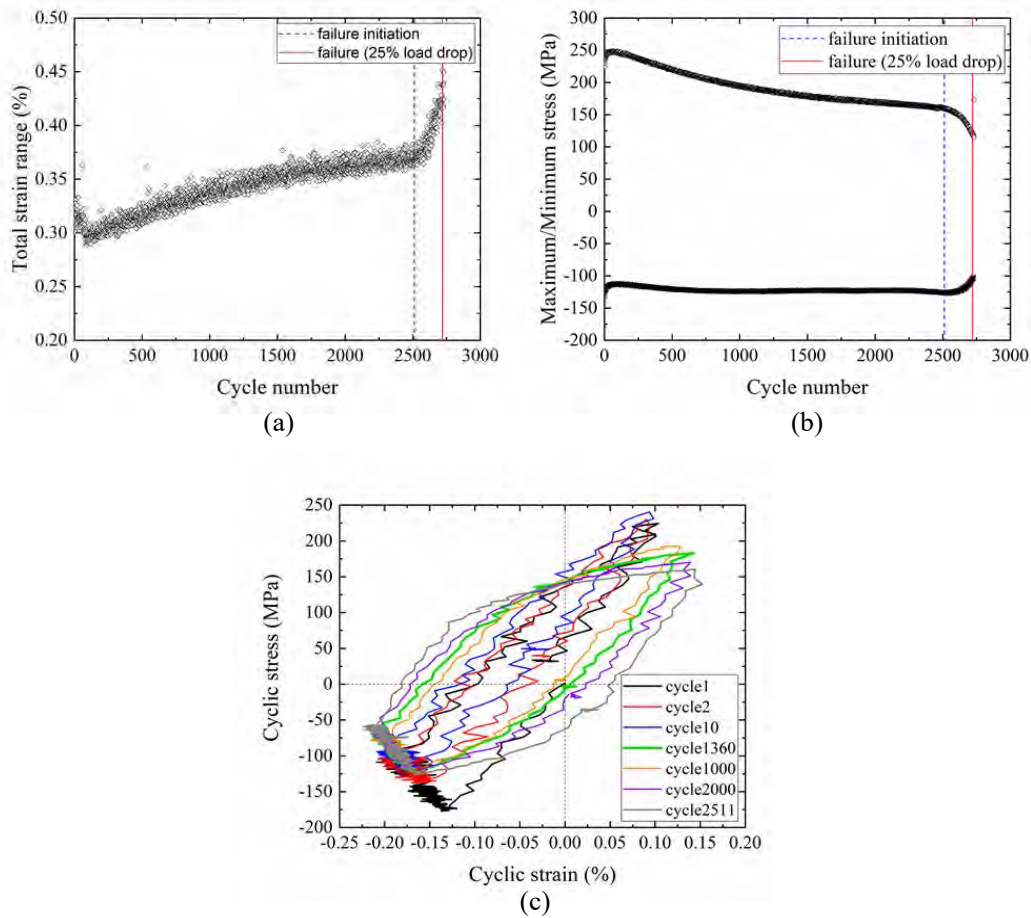 0.50
0.45
0.40
0.35
0.30
0.25
0.20
Total strain range (%)
failure initiation
failure (25% load drop)
0 500 1000 1500 2000 2500 3000
Cycle number
(a)
300
250
200
150
100
50
0
-50
-100
-150
-200
Maximum/Minimum stress (MPa)
failure initiation
failure (25% load drop)
0 500 1000 1500 2000 2500 3000
Cycle number
(b)
250
200
150
100
50
0
-50
-100
-150
-200
Cyclic stress (MPa)
cycle1
cycle2
cycle10
cycle1360
cycle1000
cycle2000
cycle2511
-0.25 -0.20 -0.15 -0.10 -0.05 0.00 0.05 0.10 0.15 0.20
Cyclic strain (%)
(c)